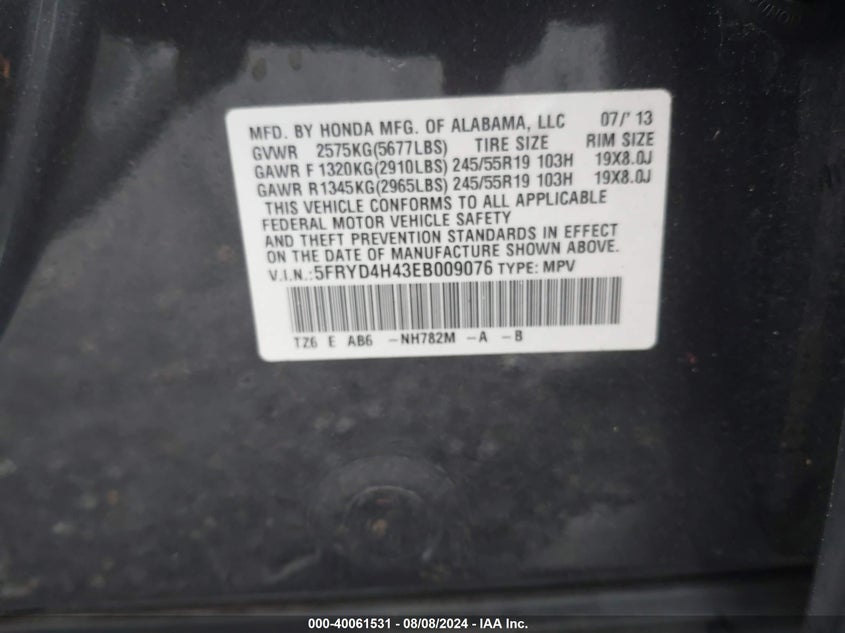 MFD. BY HONDA MFG. OF ALABAMA, LLC 07/'13
GVWR 2575KG(5677LBS) TIRE SIZE RIM SIZE
GAWR F 1320KG(2910LBS) 245/55R19 103H 19X8.0J
GAWR R1345KG(2965LBS) 245/55R19 103H 19X8.0J
THIS VEHICLE CONFORMS TO ALL APPLICABLE
FEDERAL MOTOR VEHICLE SAFETY
AND THEFT PREVENTION STANDARDS IN EFFECT
ON THE DATE OF MANUFACTURE SHOWN ABOVE.
V.I.N.:5FRYD4H43EB009076 TYPE: MPV
TZ6 E AB6 -NH782M -A -B
000-40061531 - 08/08/2024 - IAA Inc.